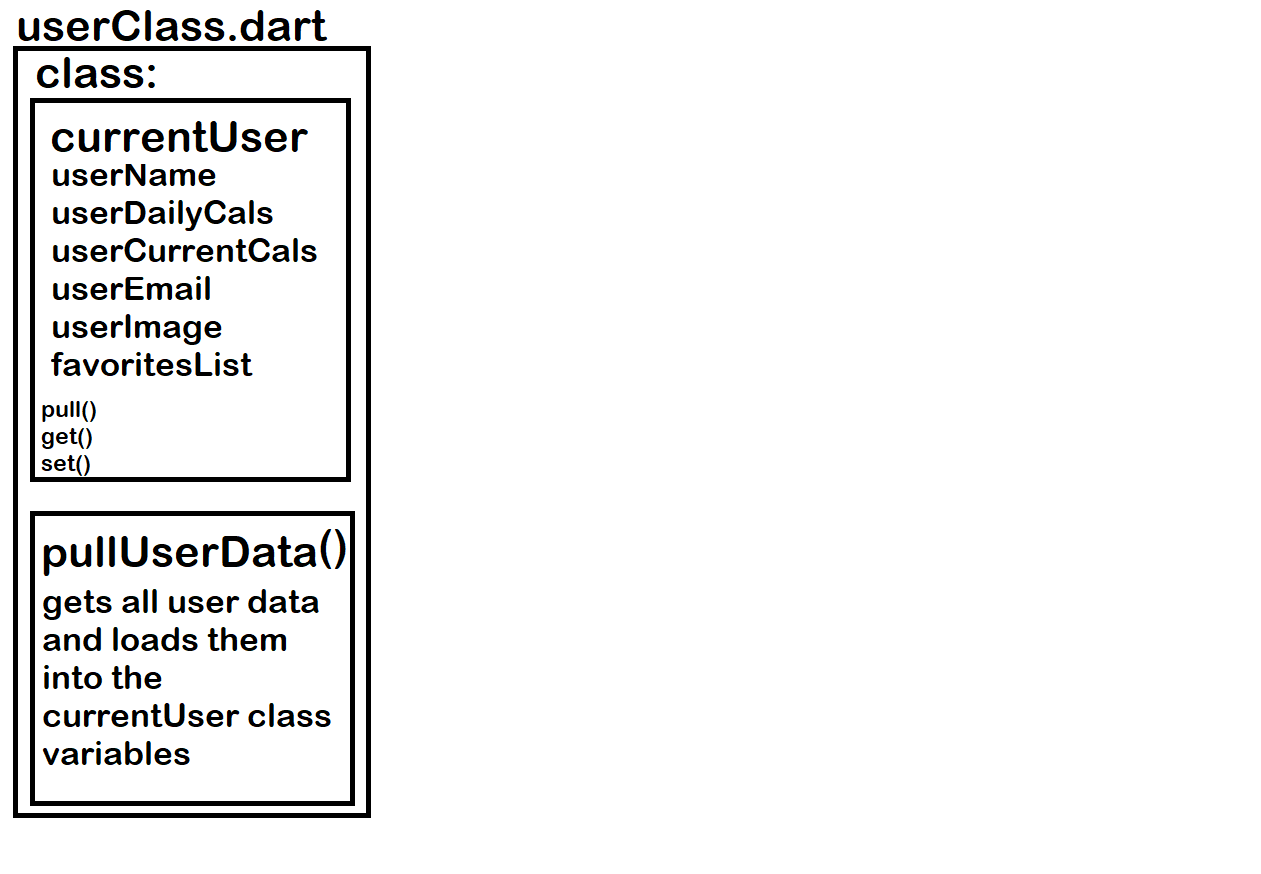 userClass.dart
class:
currentUser
userName
userDailyCals
userCurrentCals
userEmail
userImage
favoritesList
pull()
get()
set()
pullUserData()
gets all user data
and loads them
into the
currentUser class
variables